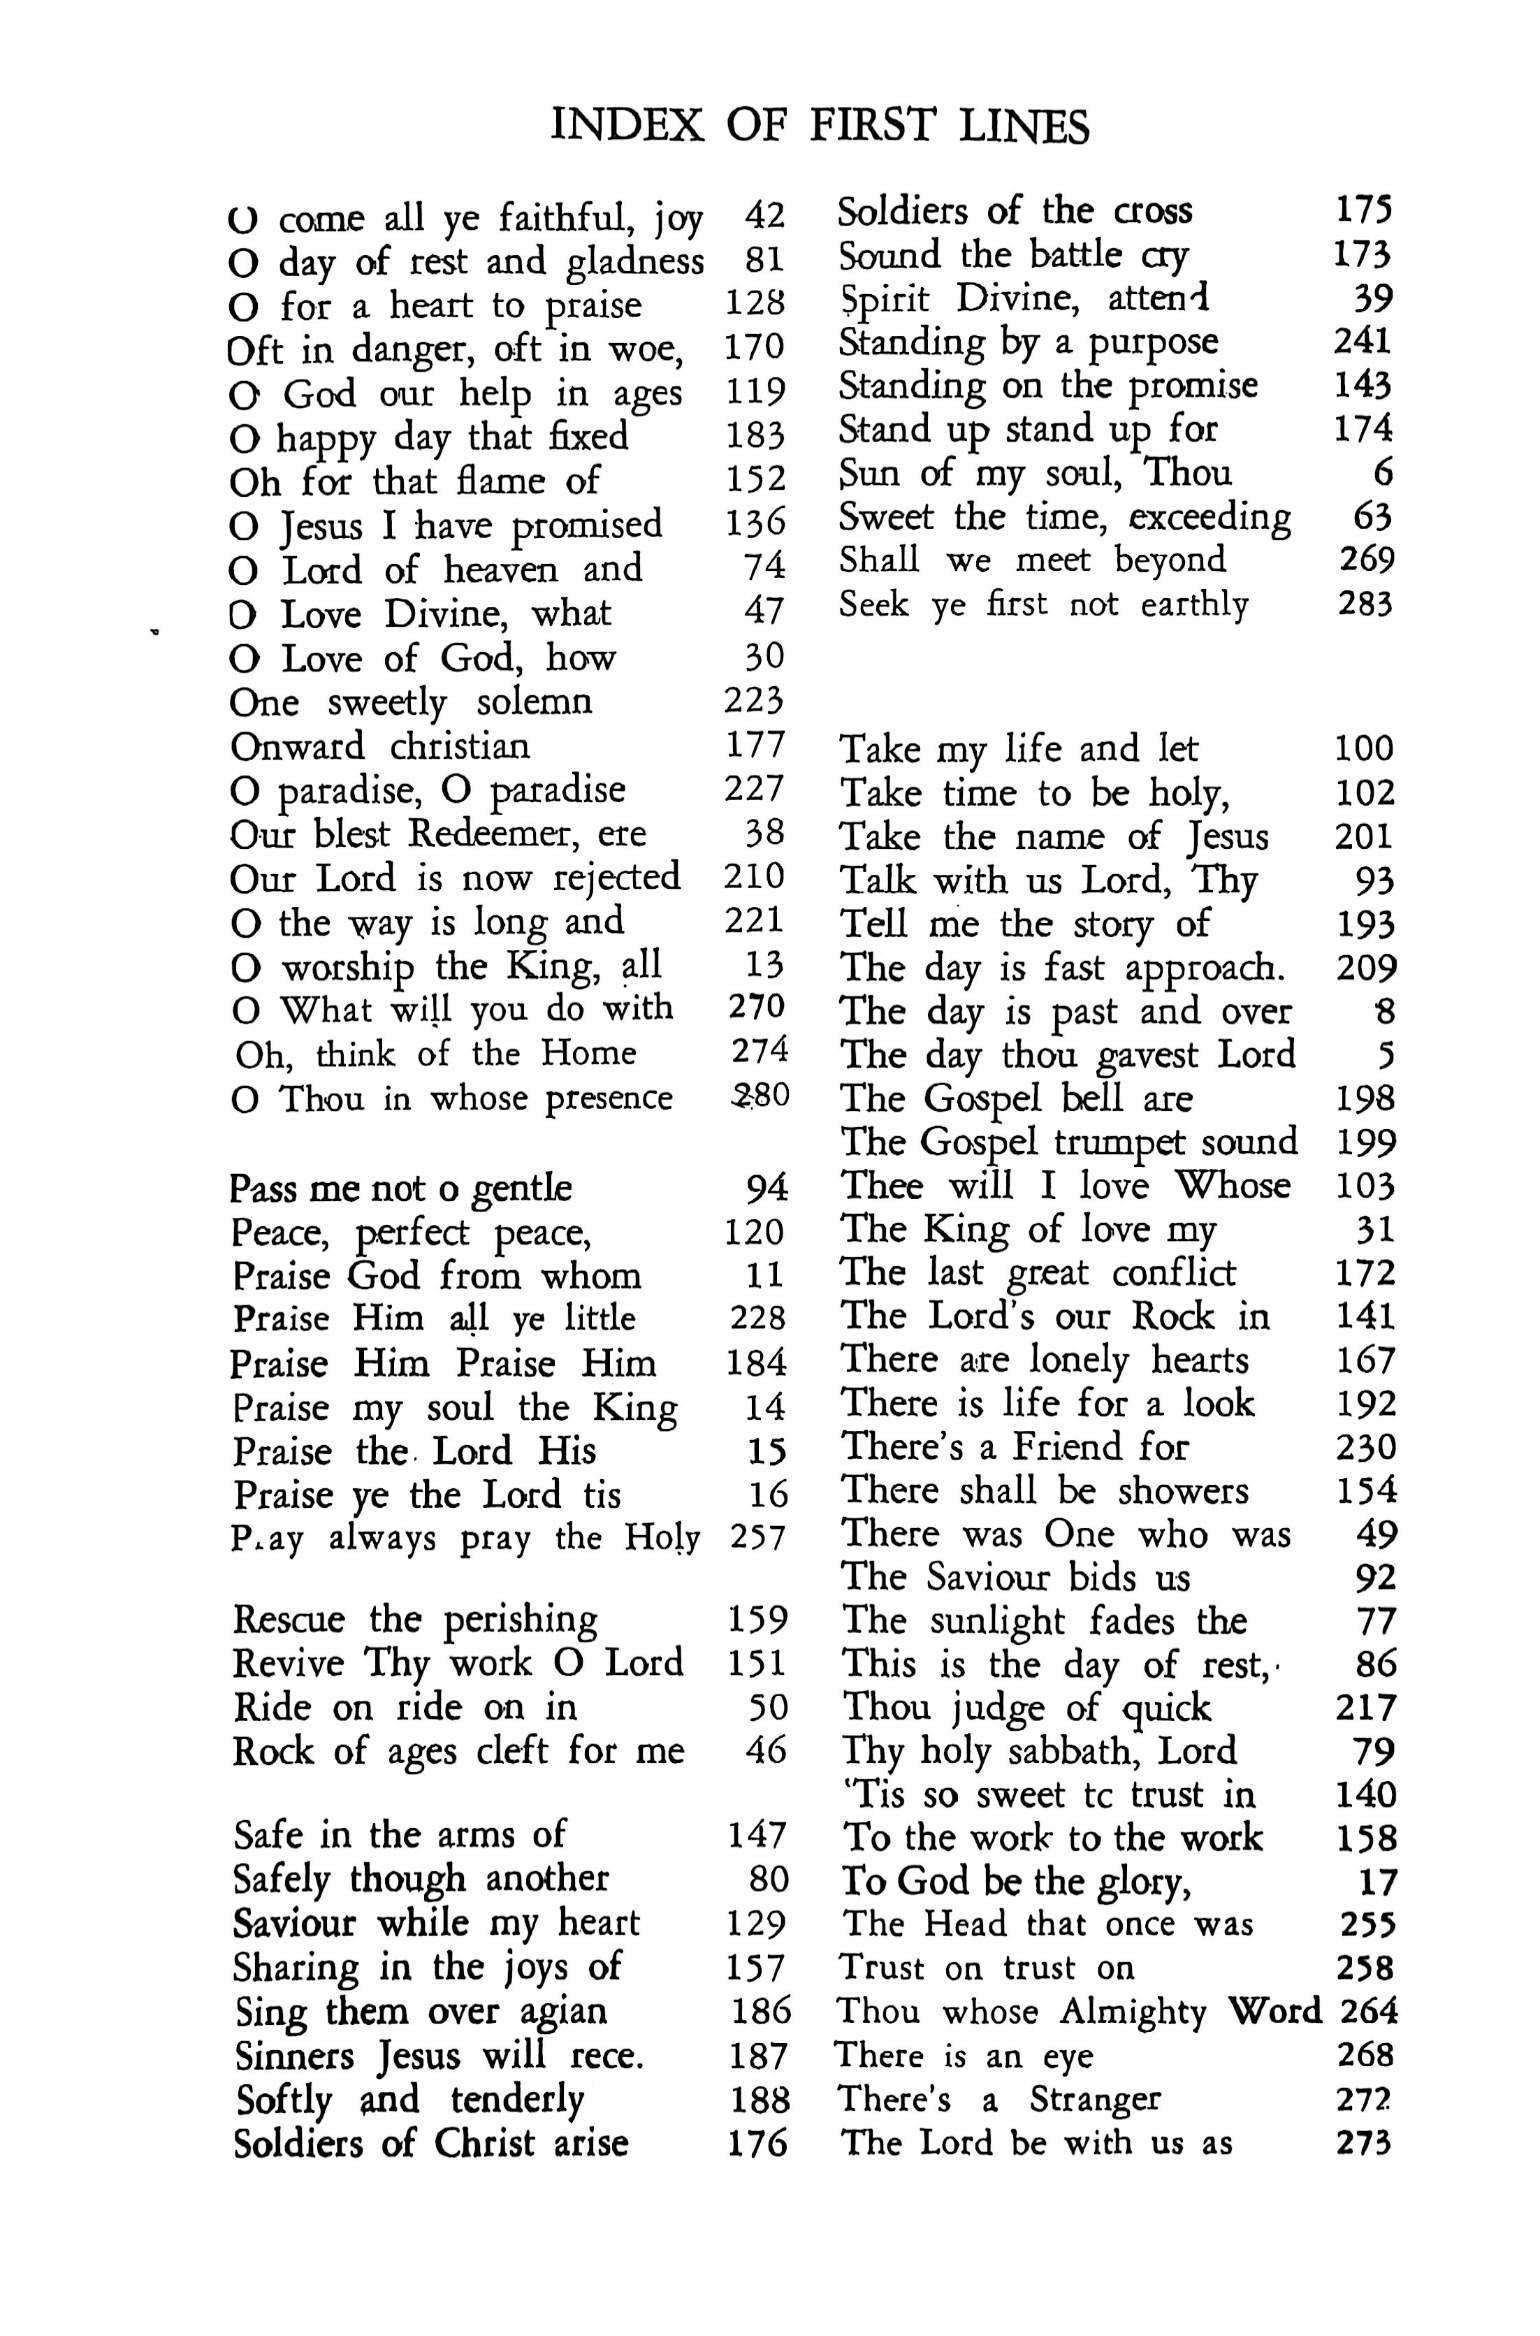 INDEX OF FIRST LINES
O come all ye faithful, joy 42
O day of rest and gladness 81
O for a heart to praise 128
Oft in danger, oft in woe, 170
O God our help in ages 119
O happy day that fixed 183
Oh for that flame of 152
O Jesus I have promised 136
O Lord of heaven and 74
O Love Divine, what 47
O Love of God, how 30
One sweetly solemn 223
Onward christian 177
O paradise, O paradise 227
Our blest Redeemer, ere 38
Our Lord is now rejected 210
O the way is long and 221
O worship the King, all 13
O What will you do with 270
Oh, think of the Home 274
O Thou in whose presence 280
Pass me not o gentle 94
Peace, perfect peace, 120
Praise God from whom 11
Praise Him all ye little 228
Praise Him Praise Him 184
Praise my soul the King 14
Praise the Lord His 15
Praise ye the Lord tis 16
Pray always pray the Holy 257
Rescue the perishing 159
Revive Thy work O Lord 151
Ride on ride on in 50
Rock of ages cleft for me 46
Safe in the arms of 147
Safely though another 80
Saviour while my heart 129
Sharing in the joys of 157
Sing them over agian 186
Sinners Jesus will rece. 187
Softly and tenderly 188
Soldiers of Christ arise 176
Soldiers of the cross 175
Sound the battle cry 173
Spirit Divine, attend 39
Standing by a purpose 241
Standing on the promise 143
Stand up stand up for 174
Sun of my soul, Thou 6
Sweet the time, exceeding 63
Shall we meet beyond 269
Seek ye first not earthly 283
Take my life and let 100
Take time to be holy, 102
Take the name of Jesus 201
Talk with us Lord, Thy 93
Tell me the story of 193
The day is fast approach. 209
The day is past and over 8
The day thou gavest Lord 5
The Gospel bell are 198
The Gospel trumpet sound 199
Thee will I love Whose 103
The King of love my 31
The last great conflict 172
The Lord's our Rock in 141
There are lonely hearts 167
There is life for a look 192
There's a Friend for 230
There shall be showers 154
There was One who was 49
The Saviour bids us 92
The sunlight fades the 77
This is the day of rest, 86
Thou judge of quick 217
Thy holy sabbath, Lord 79
'Tis so sweet tc trust in 140
To the work to the work 158
To God be the glory, 17
The Head that once was 255
Trust on trust on 258
Thou whose Almighty Word 264
There is an eye 268
There's a Stranger 272
The Lord be with us as 273